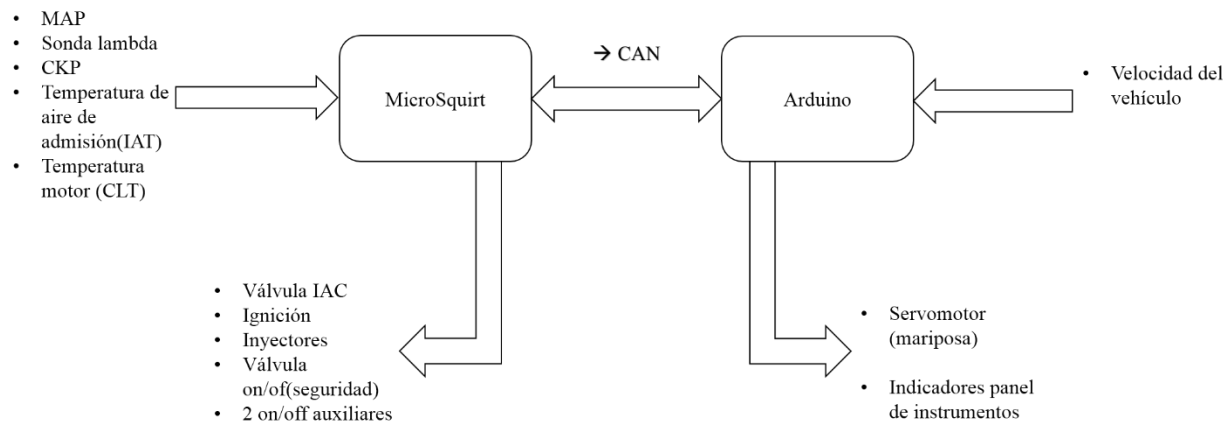 • MAP
• Sonda lambda
• CKP
• Temperatura de
aire de
admisión(IAT)
• Temperatura
motor (CLT)
MicroSquirt
→ CAN
Arduino
• Velocidad del
vehículo
• Válvula IAC
• Ignición
• Inyectores
• Válvula
on/of(seguridad)
• 2 on/off auxiliares
• Servomotor
(mariposa)
• Indicadores panel
de instrumentos